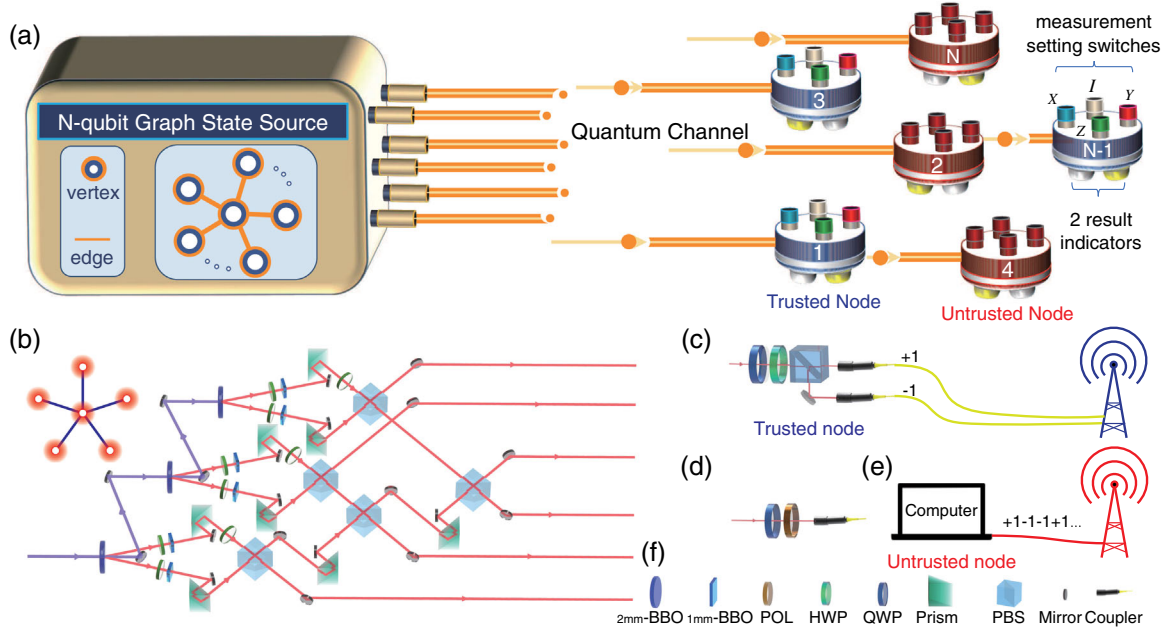 (a)
N-qubit Graph State Source
vertex
edge
Quantum Channel
measurement
setting switches
N
3
I
X
Y
Z
2
N-1
2 result
indicators
1
4
Trusted Node
Untrusted Node
(b)
(c)
+1
-1
Trusted node
(d)
(e)
Computer
+1-1-1+1...
Untrusted node
(f)
2mm-BBO
1mm-BBO
POL
HWP
QWP
Prism
PBS
Mirror
Coupler